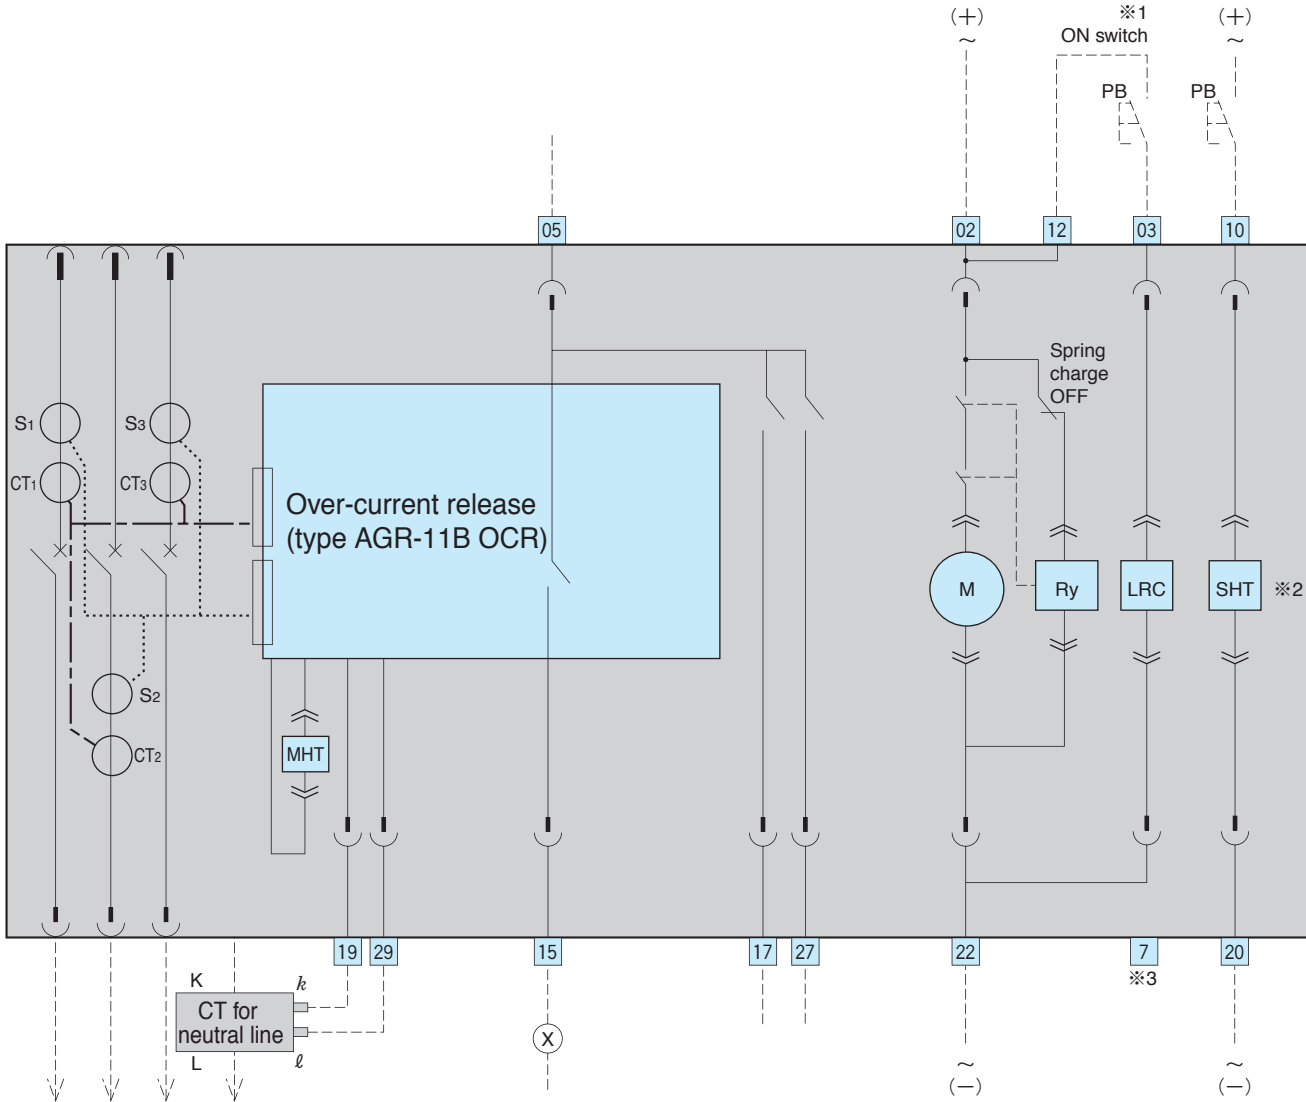 (+)
~
※1
ON switch
(+)
~
PB
PB
05
02
12
03
10
Spring
charge
OFF
S1
S3
CT1
CT3
Over-current release
(type AGR-11B OCR)
M
Ry
LRC
SHT
※2
S2
CT2
MHT
19
29
15
17
27
22
7
20
※3
K
k
CT for
neutral line
L
ℓ
X
~
(−)
~
(−)